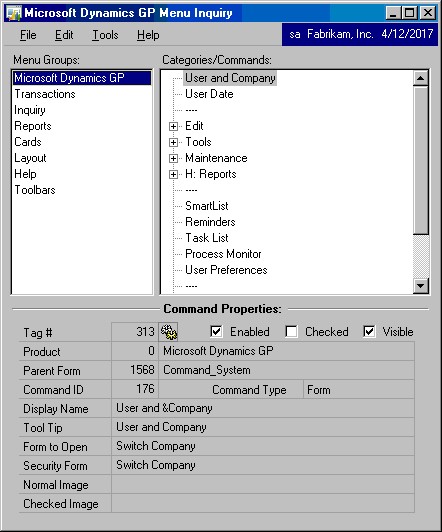 Microsoft Dynamics GP Menu Inquiry
File Edit Tools Help
sa Fabrikam, Inc. 4/12/2017
Menu Groups:
Microsoft Dynamics GP
Transactions
Inquiry
Reports
Cards
Layout
Help
Toolbars
Categories/Commands:
User and Company
User Date
----
Edit
Tools
Maintenance
H: Reports
----
SmartList
Reminders
Task List
Process Monitor
User Preferences
----
Command Properties:
Tag # 313 Enabled Checked Visible
Product 0 Microsoft Dynamics GP
Parent Form 1568 Command_System
Command ID 176 Command Type Form
Display Name User and &Company
Tool Tip User and Company
Form to Open Switch Company
Security Form Switch Company
Normal Image
Checked Image